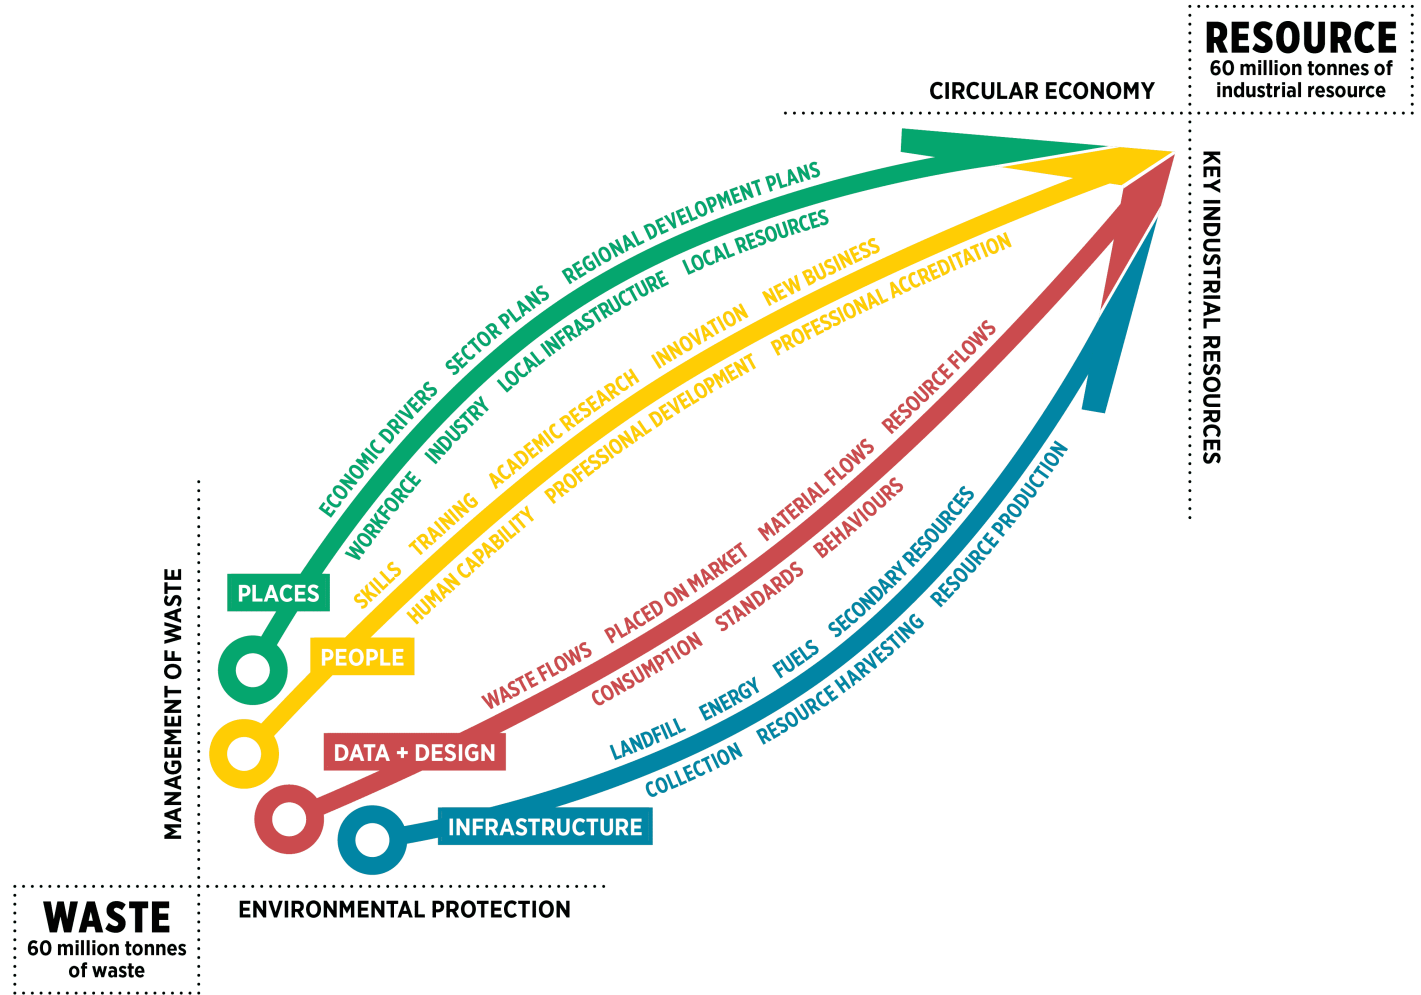 RESOURCE
60 million tonnes of
industrial resource
CIRCULAR ECONOMY
KEY INDUSTRIAL RESOURCES
ECONOMIC DRIVERS SECTOR PLANS REGIONAL DEVELOPMENT PLANS
WORKFORCE INDUSTRY LOCAL INFRASTRUCTURE LOCAL RESOURCES
PLACES
SKILLS TRAINING ACADEMIC RESEARCH INNOVATION NEW BUSINESS
HUMAN CAPABILITY PROFESSIONAL DEVELOPMENT PROFESSIONAL ACCREDITATION
PEOPLE
WASTE FLOWS PLACED ON MARKET MATERIAL FLOWS RESOURCE FLOWS
CONSUMPTION STANDARDS BEHAVIOURS
DATA + DESIGN
LANDFILL ENERGY FUELS SECONDARY RESOURCES
COLLECTION RESOURCE HARVESTING RESOURCE PRODUCTION
INFRASTRUCTURE
MANAGEMENT OF WASTE
ENVIRONMENTAL PROTECTION
WASTE
60 million tonnes
of waste